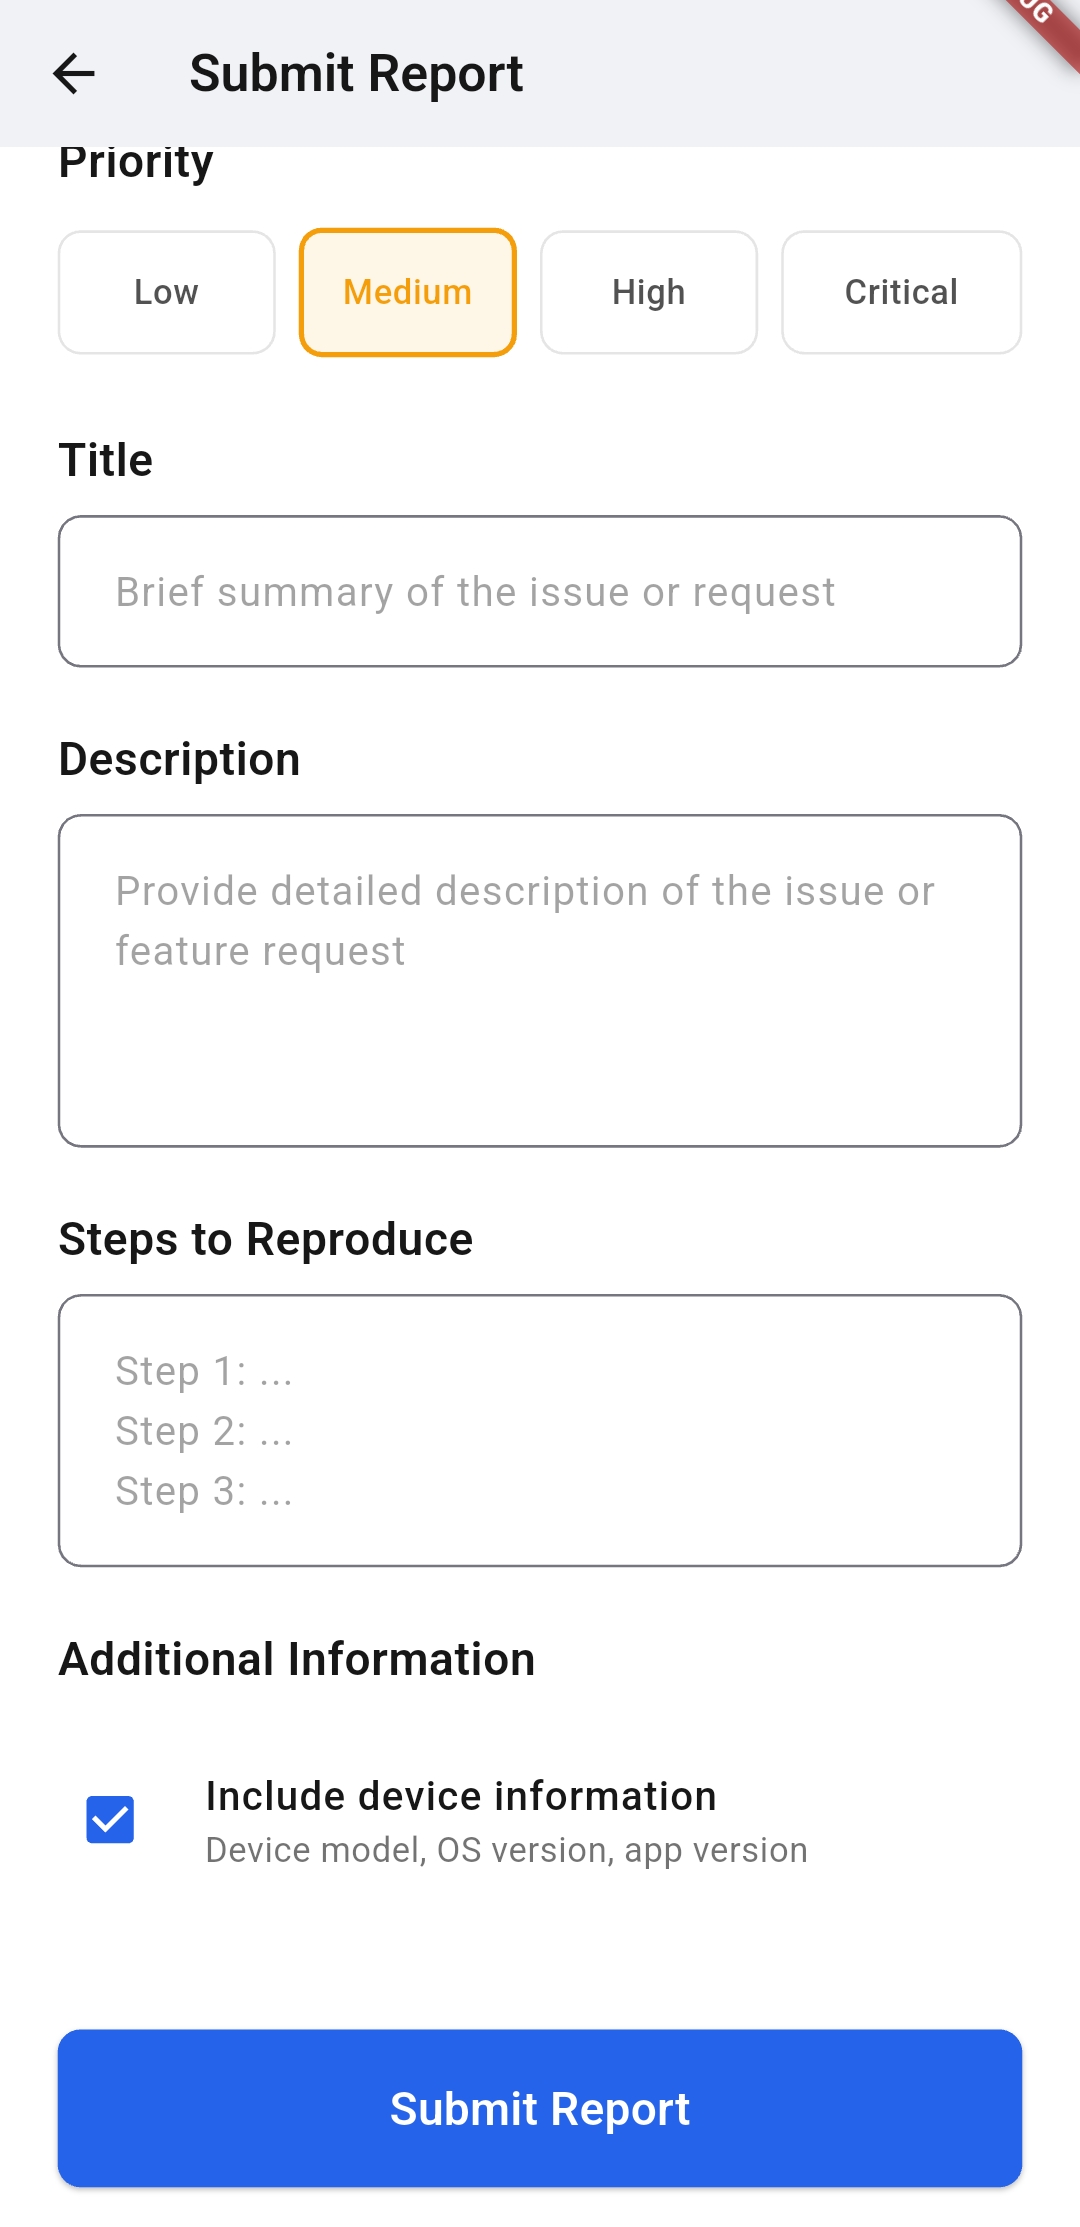 Submit Report
Priority
Low Medium High Critical
Title
Brief summary of the issue or request
Description
Provide detailed description of the issue or
feature request
Steps to Reproduce
Step 1: ...
Step 2: ...
Step 3: ...
Additional Information
Include device information
Device model, OS version, app version
Submit Report